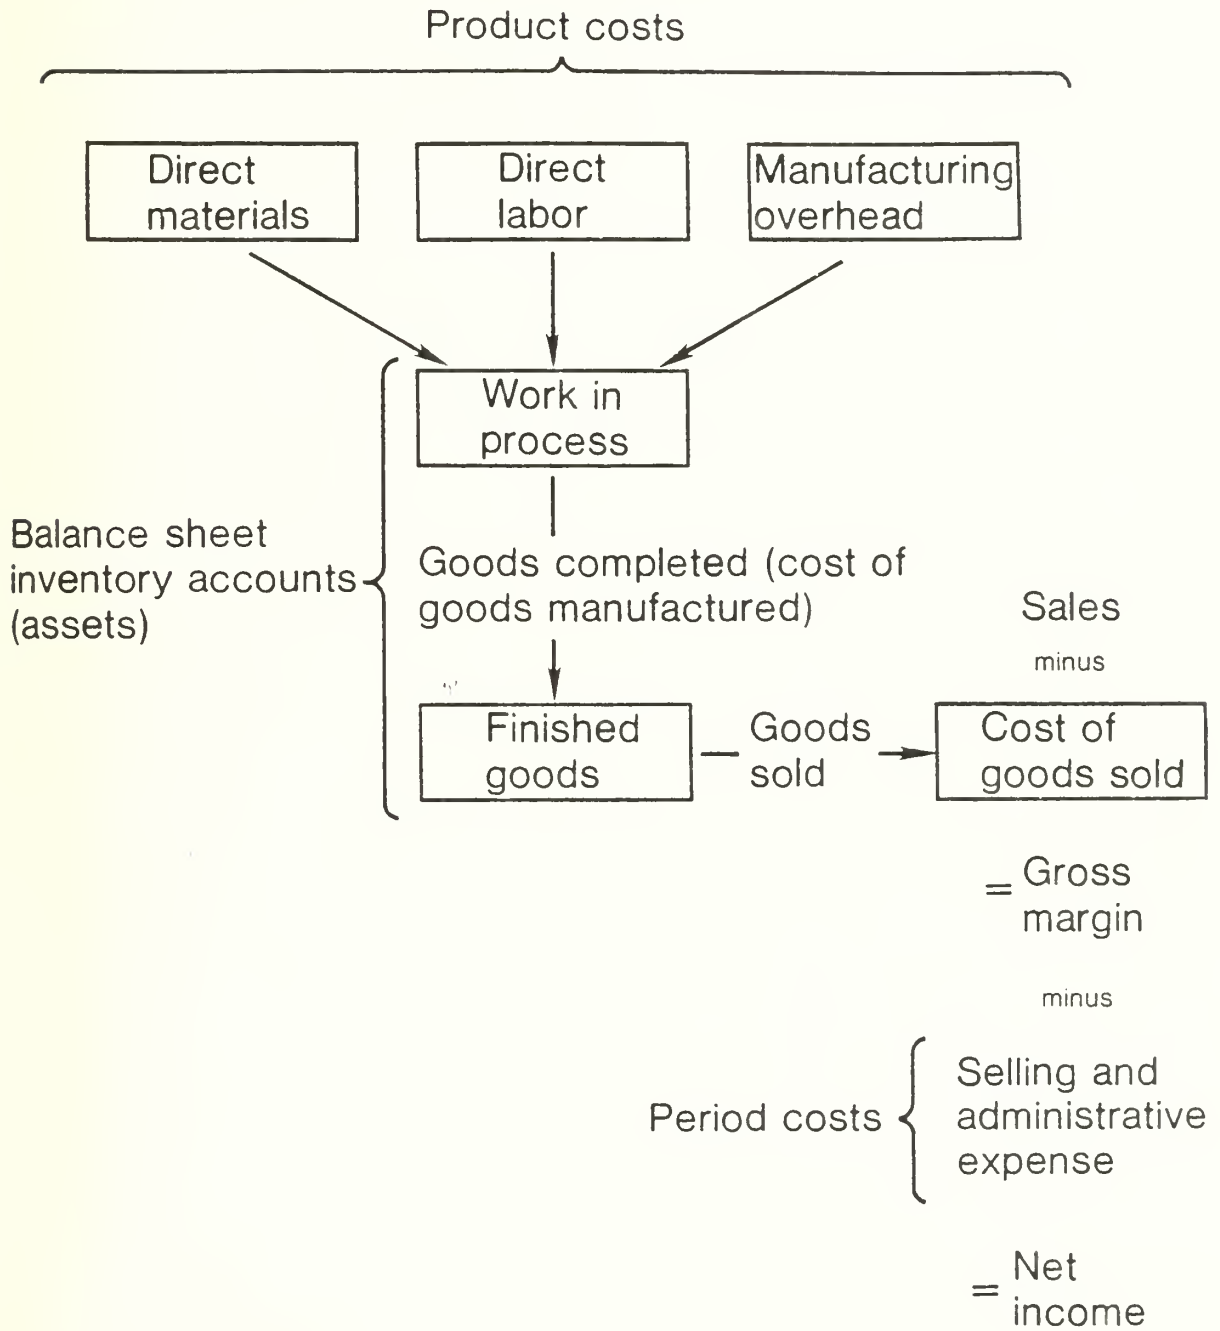 Product costs
Direct
materials
Direct
labor
Manufacturing
overhead
Work in
process
Balance sheet
inventory accounts
(assets)
Goods completed (cost of
goods manufactured)
Sales
minus
Finished
goods
Goods
sold
Cost of
goods sold
= Gross
margin
minus
Period costs
Selling and
administrative
expense
= Net
income